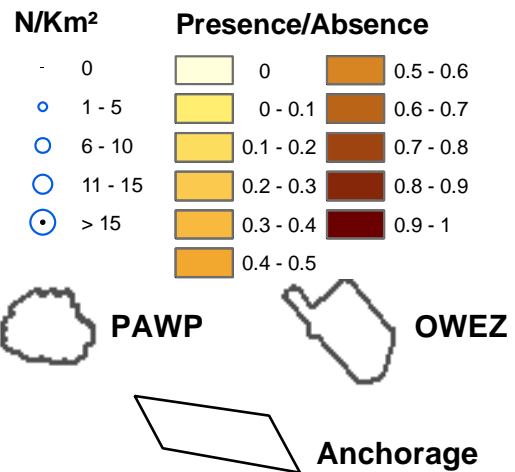 N/Km² Presence/Absence
- 0 0 0.5 - 0.6
1 - 5 0 - 0.1 0.6 - 0.7
6 - 10 0.1 - 0.2 0.7 - 0.8
11 - 15 0.2 - 0.3 0.8 - 0.9
> 15 0.3 - 0.4 0.9 - 1
0.4 - 0.5
PAWP OWEZ
Anchorage